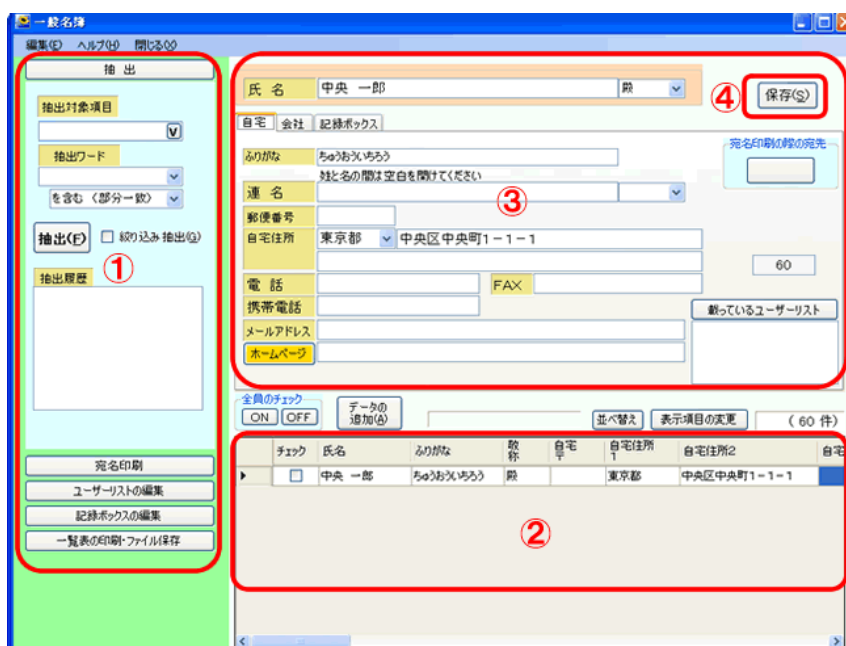 一般名簿
編集(E) ヘルプ(H) 閉じる(X)
抽 出
抽出対象項目
V
抽出ワード
を含む (部分一致)
抽出(F) 絞り込み抽出(G)
①
抽出履歴
宛名印刷
ユーザーリストの編集
記録ボックスの編集
一覧表の印刷・ファイル保存
氏 名 中央 一郎 殿
④ 保存(S)
自宅 会社 記録ボックス
宛名印刷の際の宛先
ふりがな ちゅうおういちろう
姓と名の間は空白を開けてください
連 名
③
郵便番号
自宅住所 東京都 中央区中央町1-1-1
60
電 話 FAX
携帯電話
載っているユーザーリスト
メールアドレス
ホームページ
全員のチェック
ON OFF データの追加(A) 並べ替え 表示項目の変更 ( 60 件)
チェック 氏名 ふりがな 敬称 自宅〒 自宅住所1 自宅住所2 自宅
中央 一郎 ちゅうおういちろう 殿 東京都 中央区中央町1-1-1
②